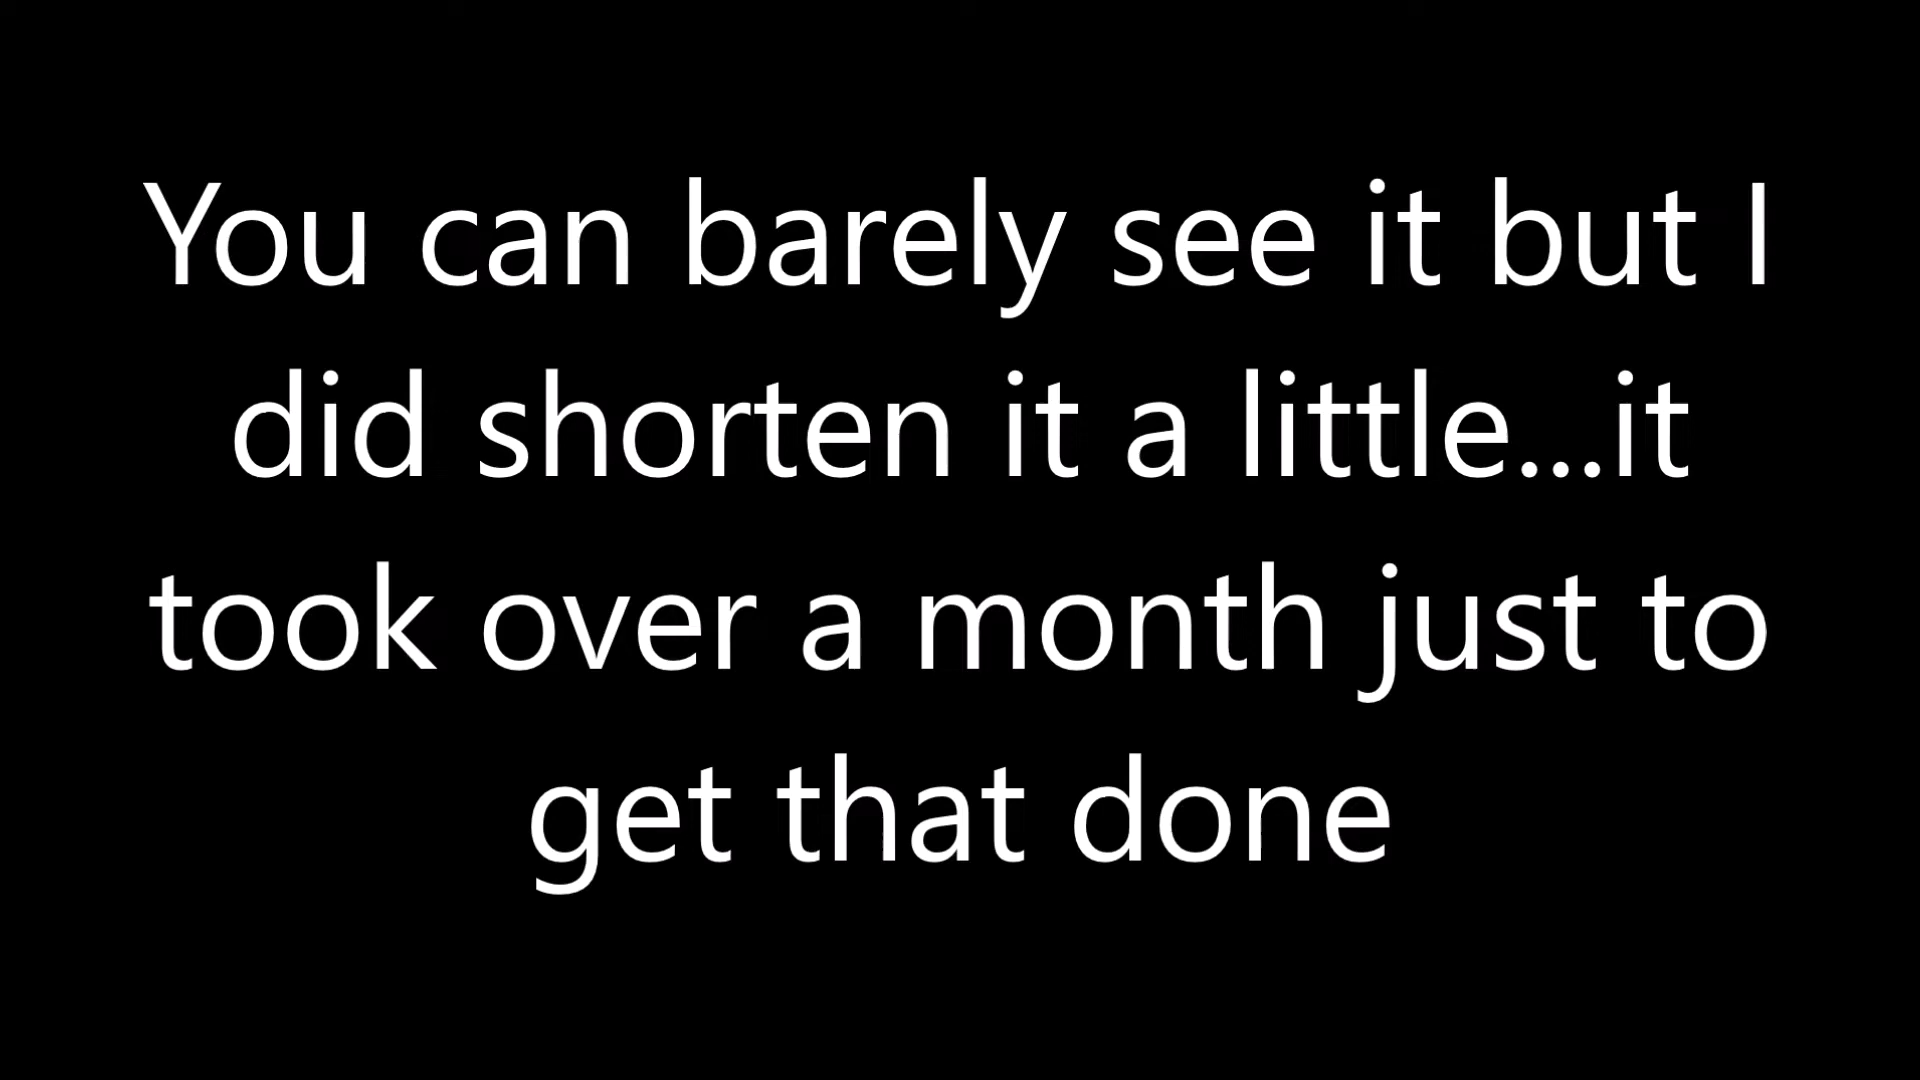 You can barely see it but I
did shorten it a little...it
took over a month just to
get that done